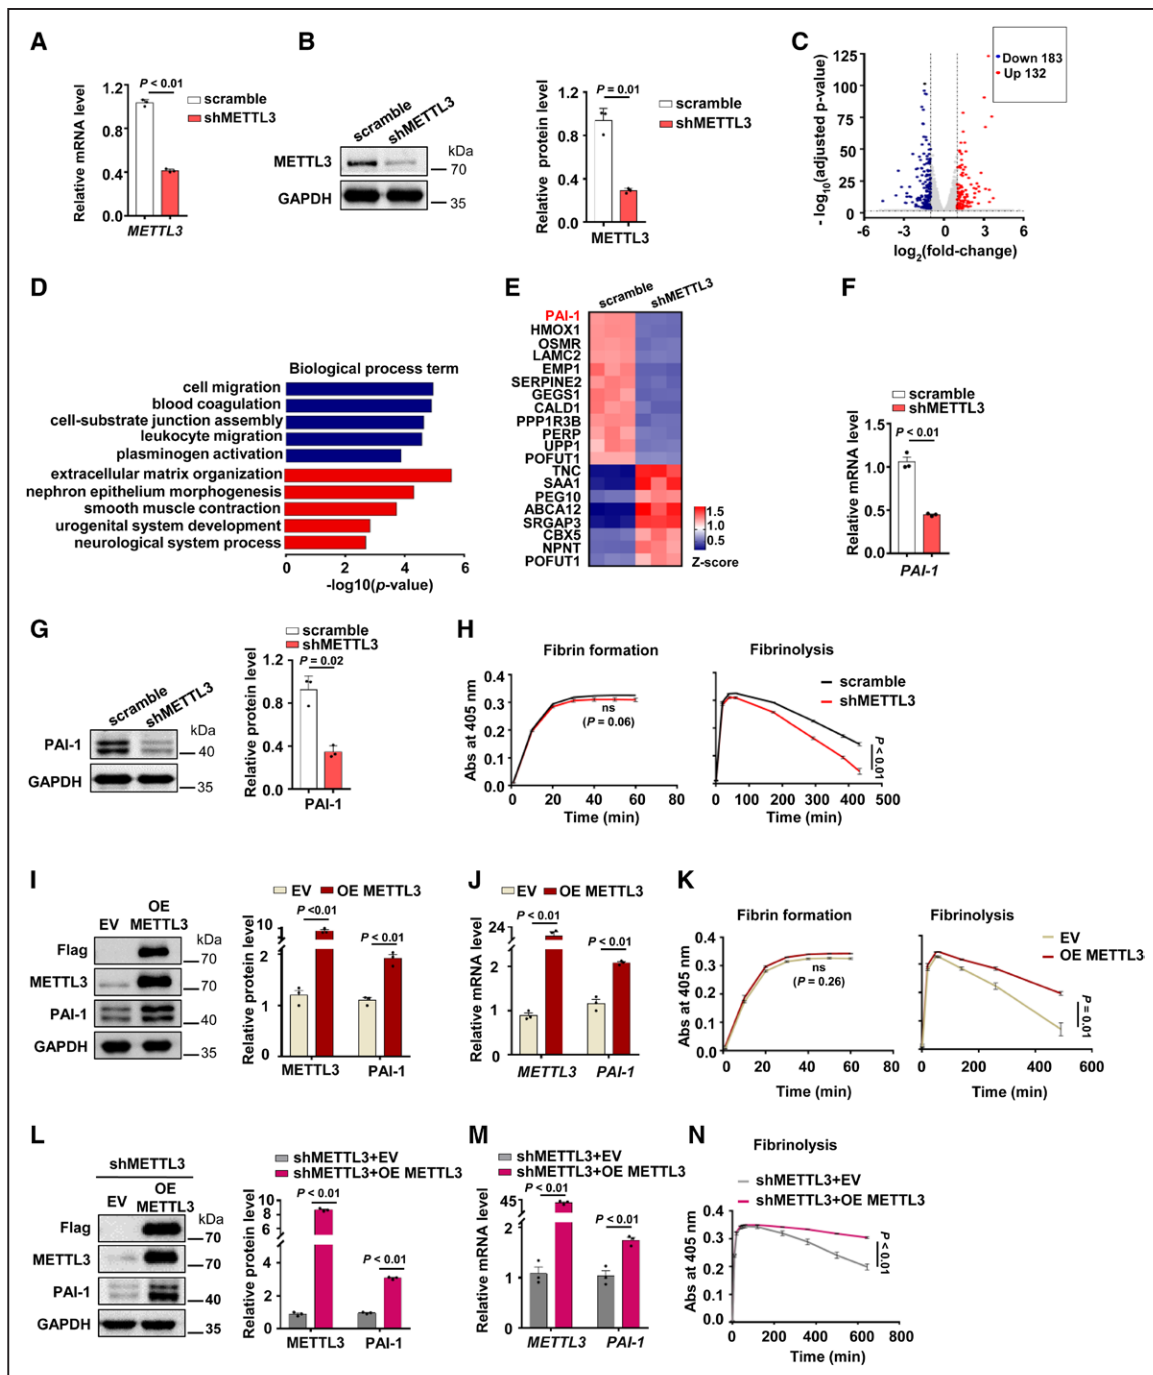 A
P < 0.01
scramble
shMETTL3
Relative mRNA level
1.2
0.8
0.4
0.0
METTL3
B
scramble
shMETTL3
kDa
METTL3
70
GAPDH
35
P = 0.01
scramble
shMETTL3
Relative protein level
1.2
0.8
0.4
0.0
METTL3
C
Down 183
Up 132
- log10(adjusted p-value)
125
100
75
50
25
0
-6
-3
0
3
6
log2(fold-change)
D
Biological process term
cell migration
blood coagulation
cell-substrate junction assembly
leukocyte migration
plasminogen activation
extracellular matrix organization
nephron epithelium morphogenesis
smooth muscle contraction
urogenital system development
neurological system process
0
2
4
6
-log10(p-value)
E
scramble
shMETTL3
PAI-1
HMOX1
OSMR
LAMC2
EMP1
SERPINE2
GEGS1
CALD1
PPP1R3B
PERP
UPP1
POFUT1
TNC
SAA1
PEG10
ABCA12
SRGAP3
CBX5
NPNT
POFUT1
1.5
1.0
0.5
Z-score
F
scramble
shMETTL3
P < 0.01
Relative mRNA level
1.5
1.0
0.5
0.0
PAI-1
G
scramble
shMETTL3
kDa
PAI-1
40
GAPDH
35
scramble
shMETTL3
P = 0.02
Relative protein level
1.2
0.8
0.4
0.0
PAI-1
H
Fibrin formation
Abs at 405 nm
0.4
0.3
0.2
0.1
0.0
ns
(P = 0.06)
0
20
40
60
80
Time (min)
Fibrinolysis
scramble
shMETTL3
P < 0.01
0
100
200
300
400
500
Time (min)
I
EV
OE
METTL3
kDa
Flag
70
METTL3
70
PAI-1
40
GAPDH
35
EV
OE METTL3
P <0.01
P < 0.01
Relative protein level
10
2
1
0
METTL3
PAI-1
J
EV
OE METTL3
P < 0.01
P < 0.01
Relative mRNA level
24
2
1
0
METTL3
PAI-1
K
Fibrin formation
Abs at 405 nm
0.4
0.3
0.2
0.1
0.0
ns
(P = 0.26)
0
20
40
60
80
Time (min)
Fibrinolysis
EV
OE METTL3
P = 0.01
0
200
400
600
Time (min)
L
shMETTL3
EV
OE
METTL3
kDa
Flag
70
METTL3
70
PAI-1
40
GAPDH
35
shMETTL3+EV
shMETTL3+OE METTL3
P < 0.01
P < 0.01
Relative protein level
10
8
6
4
2
0
METTL3
PAI-1
M
shMETTL3+EV
shMETTL3+OE METTL3
P < 0.01
P < 0.01
Relative mRNA level
45
2
1
0
METTL3
PAI-1
N
Fibrinolysis
shMETTL3+EV
shMETTL3+OE METTL3
Abs at 405 nm
0.4
0.3
0.2
0.1
0.0
P < 0.01
0
200
400
600
800
Time (min)